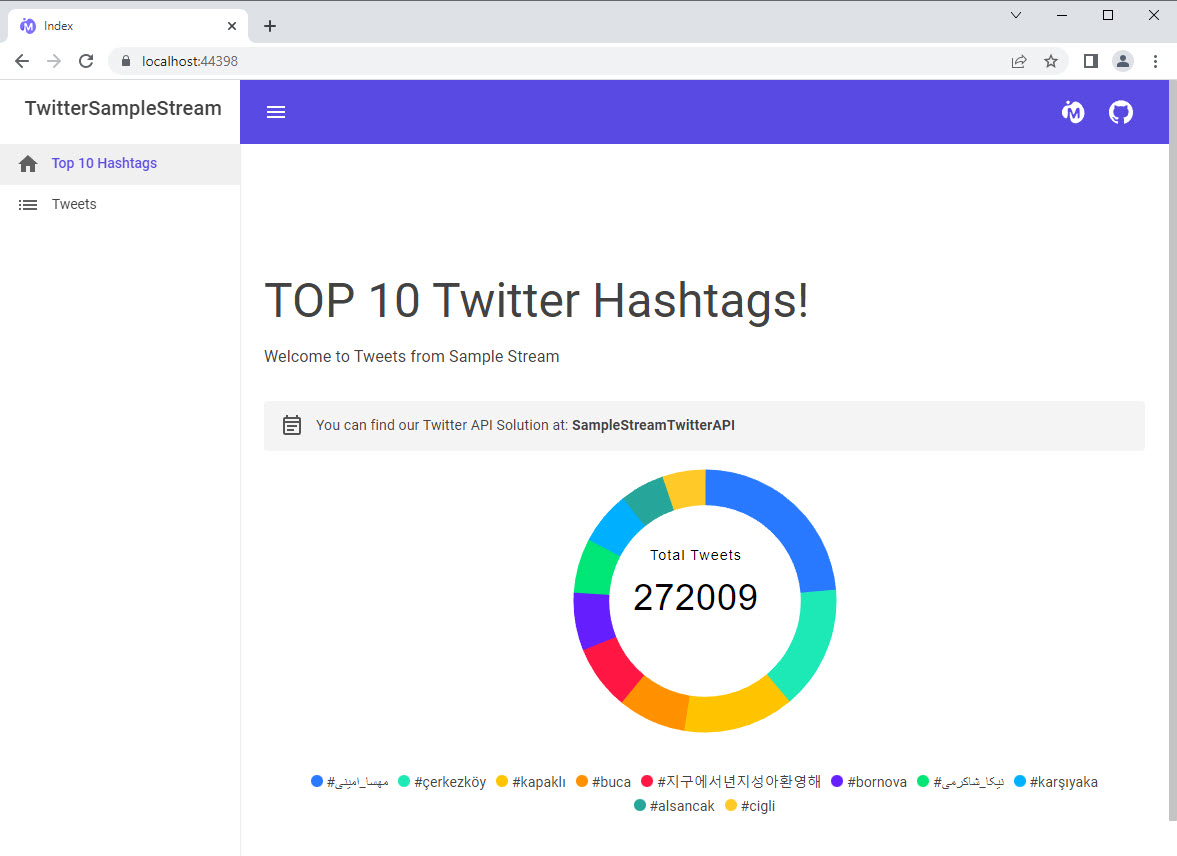 Index
localhost:44398
TwitterSampleStream
Top 10 Hashtags
Tweets
TOP 10 Twitter Hashtags!
Welcome to Tweets from Sample Stream
You can find our Twitter API Solution at: SampleStreamTwitterAPI
Total Tweets
272009
#مهسا_امینی #çerkezköy #kapaklı #buca #지구에서년지성아환영해 #bornova #نیکا_شاکرمی #karşıyaka
#alsancak #cigli